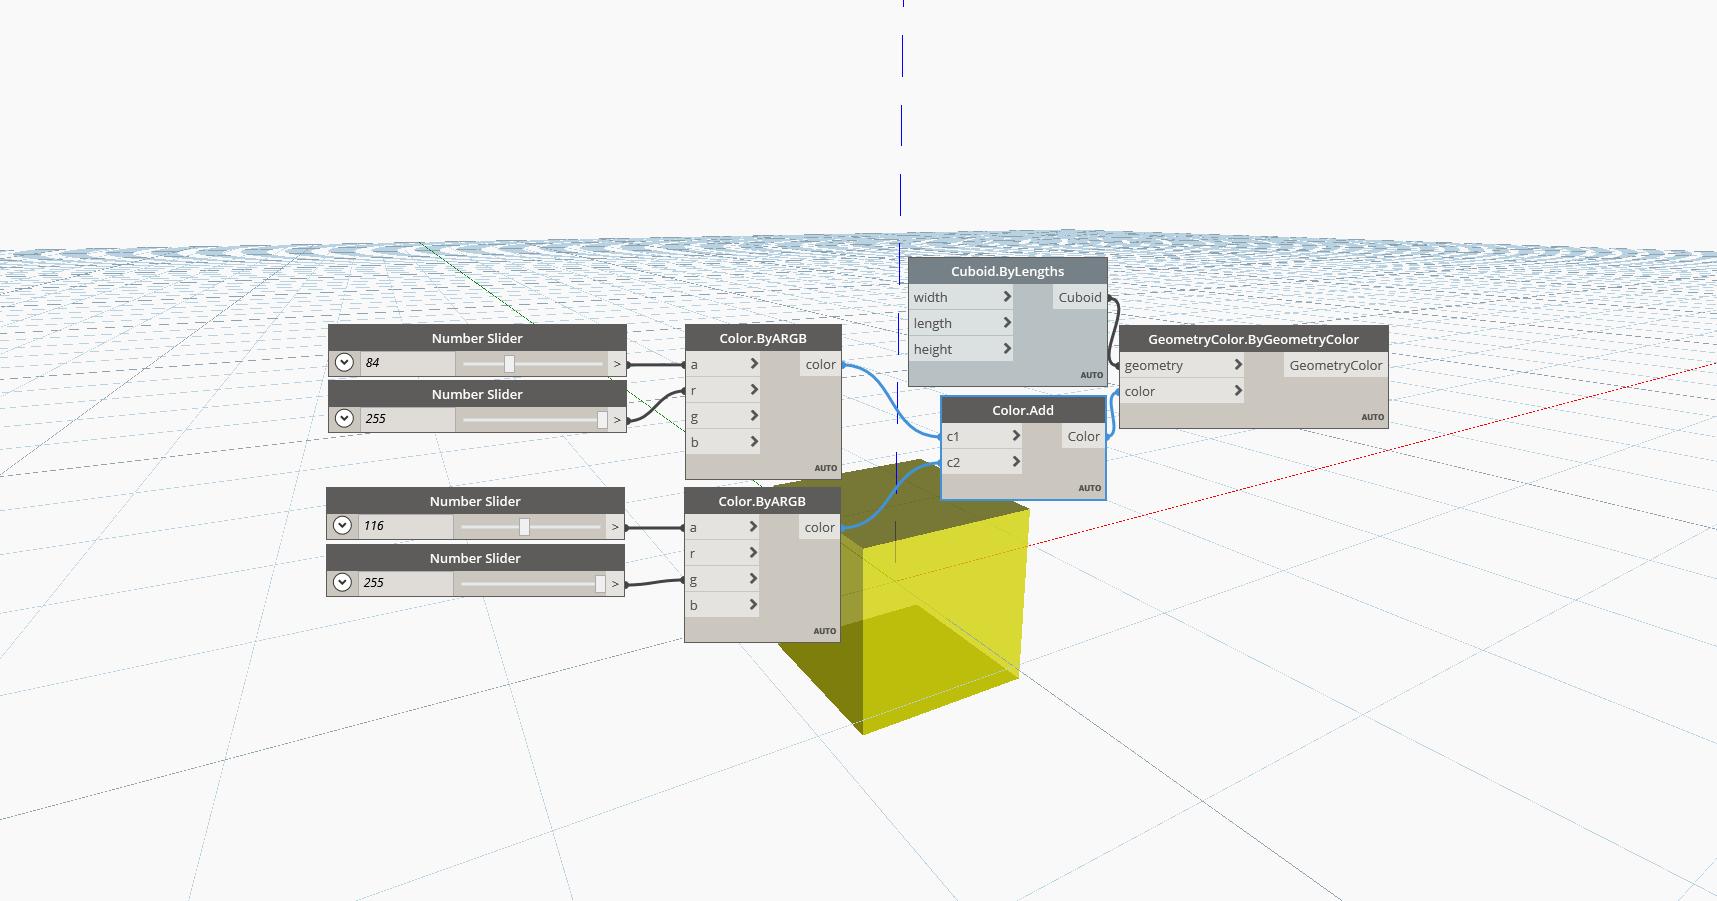 Cuboid.ByLengths
width > Cuboid
length >
height >
AUTO
Number Slider
84 >
Number Slider
255 >
Color.ByARGB
a > color
r >
g >
b >
AUTO
GeometryColor.ByGeometryColor
geometry > GeometryColor
color >
AUTO
Color.Add
c1 > Color
c2 >
AUTO
Number Slider
116 >
Number Slider
255 >
Color.ByARGB
a > color
r >
g >
b >
AUTO